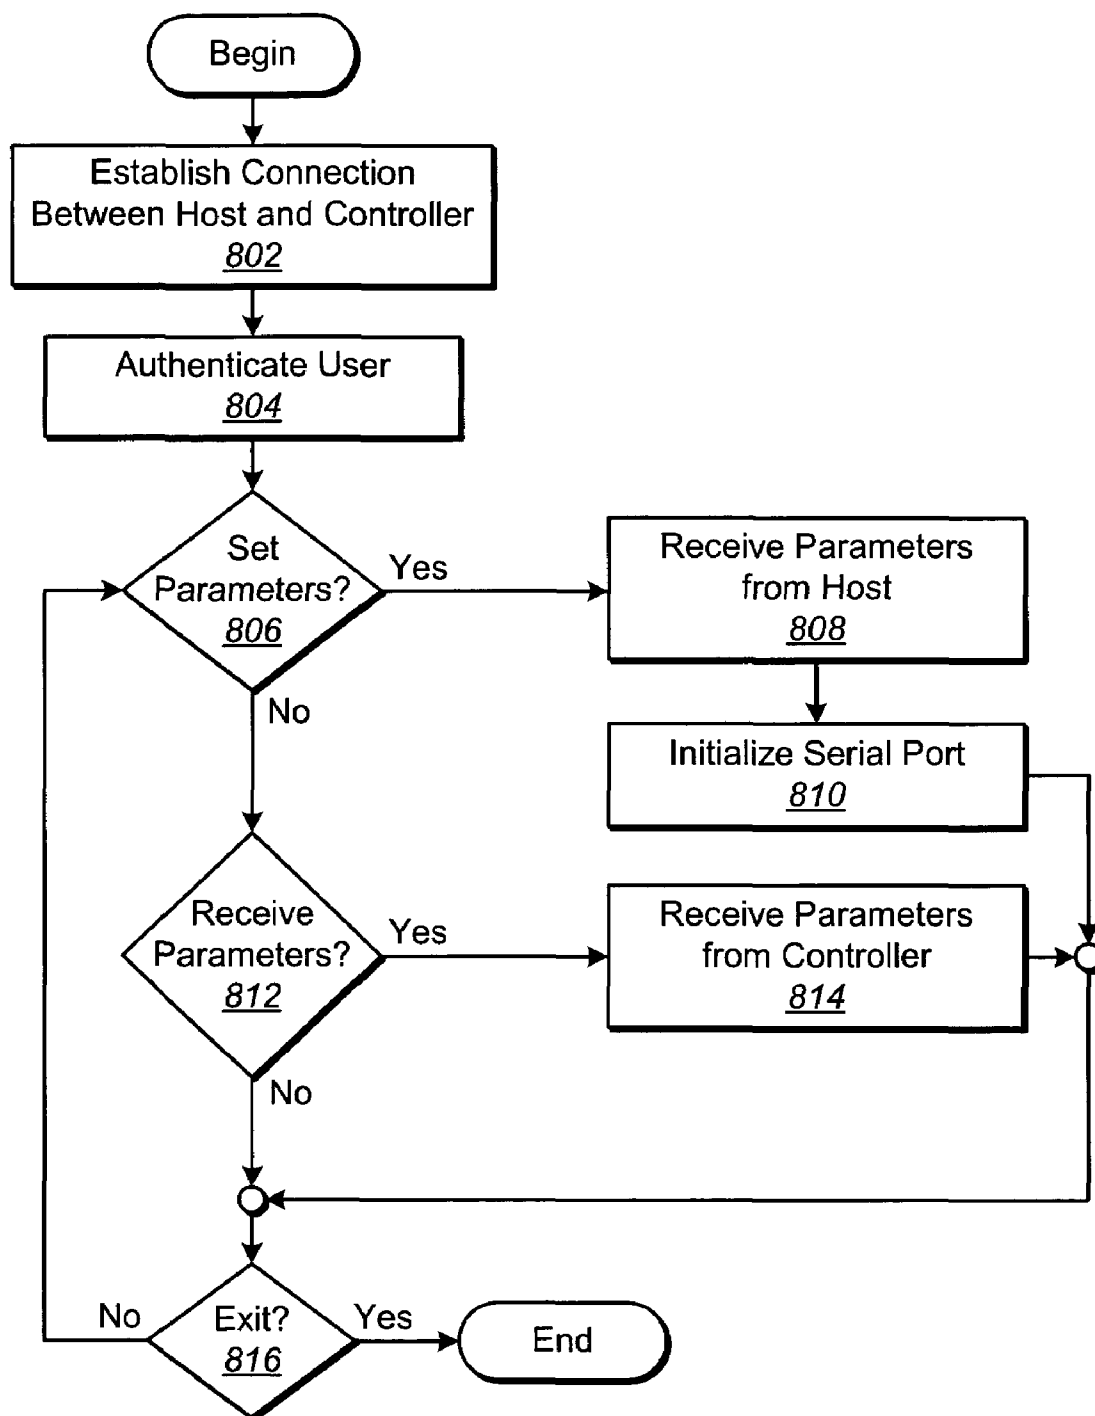 Begin
Establish Connection
Between Host and Controller
802
Authenticate User
804
Set
Parameters?
806
Yes
No
Receive Parameters
from Host
808
Initialize Serial Port
810
Receive
Parameters?
812
Yes
No
Receive Parameters
from Controller
814
Exit?
816
No
Yes
End